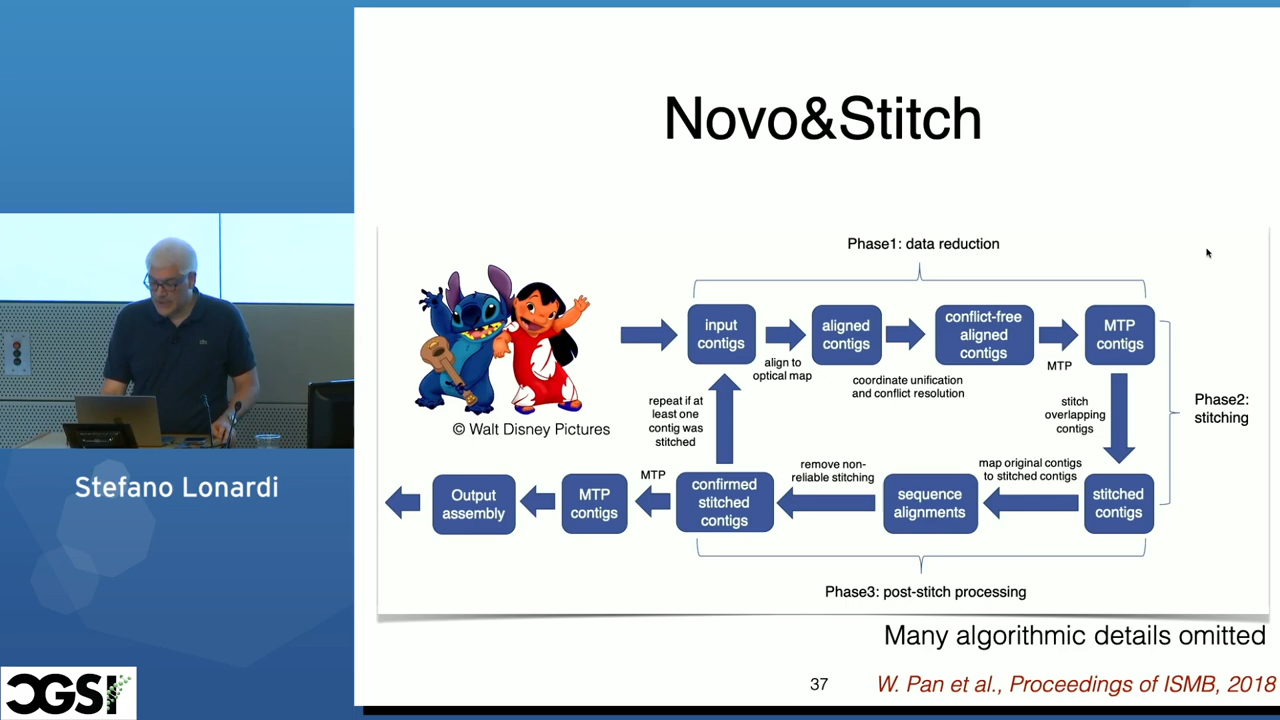 Novo&Stitch
Phase1: data reduction
input
contigs
align to
optical map
aligned
contigs
coordinate unification
and conflict resolution
conflict-free
aligned
contigs
MTP
MTP
contigs
Phase2:
stitching
stitch
overlapping
contigs
repeat if at
least one
contig was
stitched
© Walt Disney Pictures
stitched
contigs
map original contigs
to stitched contigs
sequence
alignments
remove non-
reliable stitching
confirmed
stitched
contigs
MTP
MTP
contigs
Output
assembly
Phase3: post-stitch processing
Many algorithmic details omitted
37
W. Pan et al., Proceedings of ISMB, 2018
Stefano Lonardi
CGSI